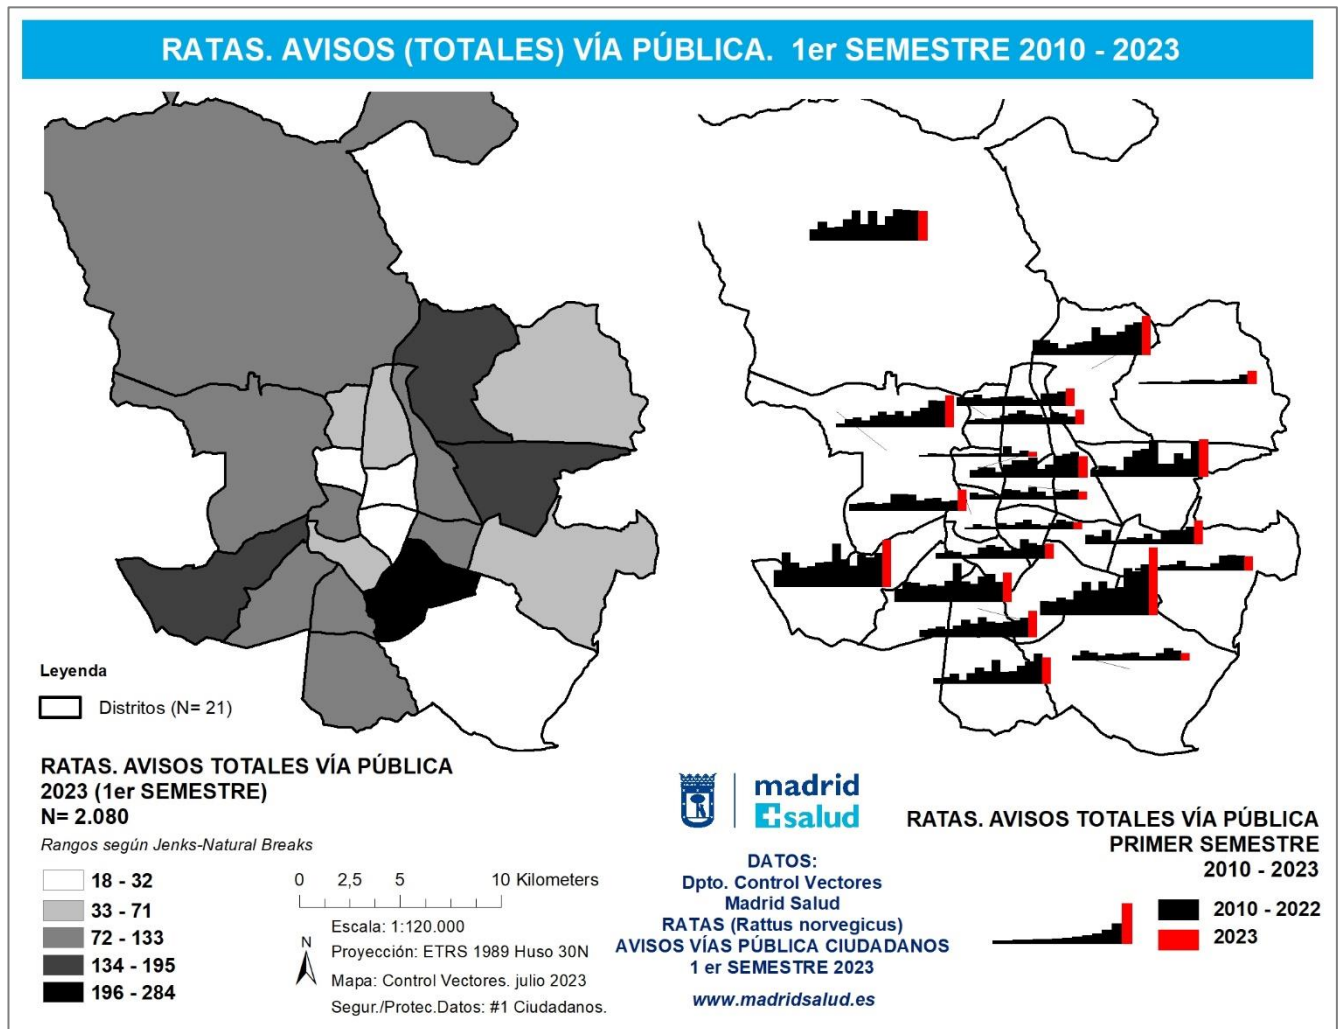 RATAS. AVISOS (TOTALES) VÍA PÚBLICA. 1er SEMESTRE 2010 - 2023
Leyenda
Distritos (N= 21)
RATAS. AVISOS TOTALES VÍA PÚBLICA
2023 (1er SEMESTRE)
N= 2.080
Rangos según Jenks-Natural Breaks
18 - 32
33 - 71
72 - 133
134 - 195
196 - 284
0 2,5 5 10 Kilometers
N
Escala: 1:120.000
Proyección: ETRS 1989 Huso 30N
Mapa: Control Vectores. julio 2023
Segur./Protec.Datos: #1 Ciudadanos.
madrid
salud
DATOS:
Dpto. Control Vectores
Madrid Salud
RATAS (Rattus norvegicus)
AVISOS VÍAS PÚBLICA CIUDADANOS
1 er SEMESTRE 2023
www.madridsalud.es
RATAS. AVISOS TOTALES VÍA PÚBLICA
PRIMER SEMESTRE
2010 - 2023
2010 - 2022
2023